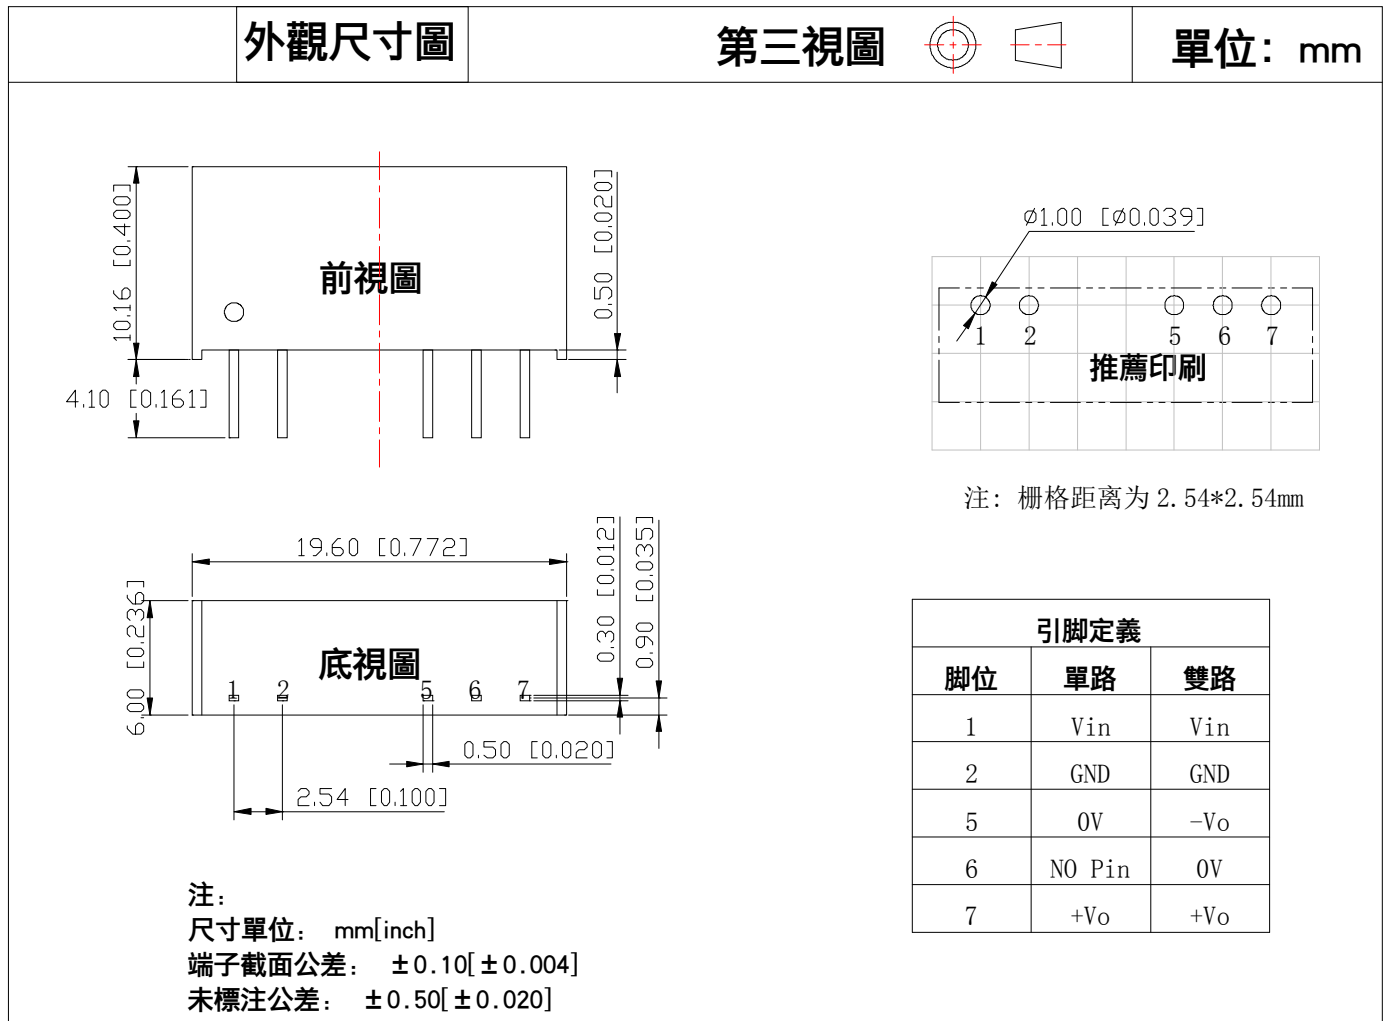 外觀尺寸圖
第三視圖
單位: mm
10.16 [0.400]
4.10 [0.161]
0.50 [0.020]
前視圖
Ø1.00 [Ø0.039]
1 2 5 6 7
推薦印刷
注: 栅格距离为 2.54*2.54mm
19.60 [0.772]
6.00 [0.236]
0.30 [0.012]
0.90 [0.035]
底視圖
1 2 5 6 7
0.50 [0.020]
2.54 [0.100]
引脚定義
脚位 單路 雙路
1 Vin Vin
2 GND GND
5 0V -Vo
6 NO Pin 0V
7 +Vo +Vo
注:
尺寸單位: mm[inch]
端子截面公差: ±0.10[±0.004]
未標注公差: ±0.50[±0.020]